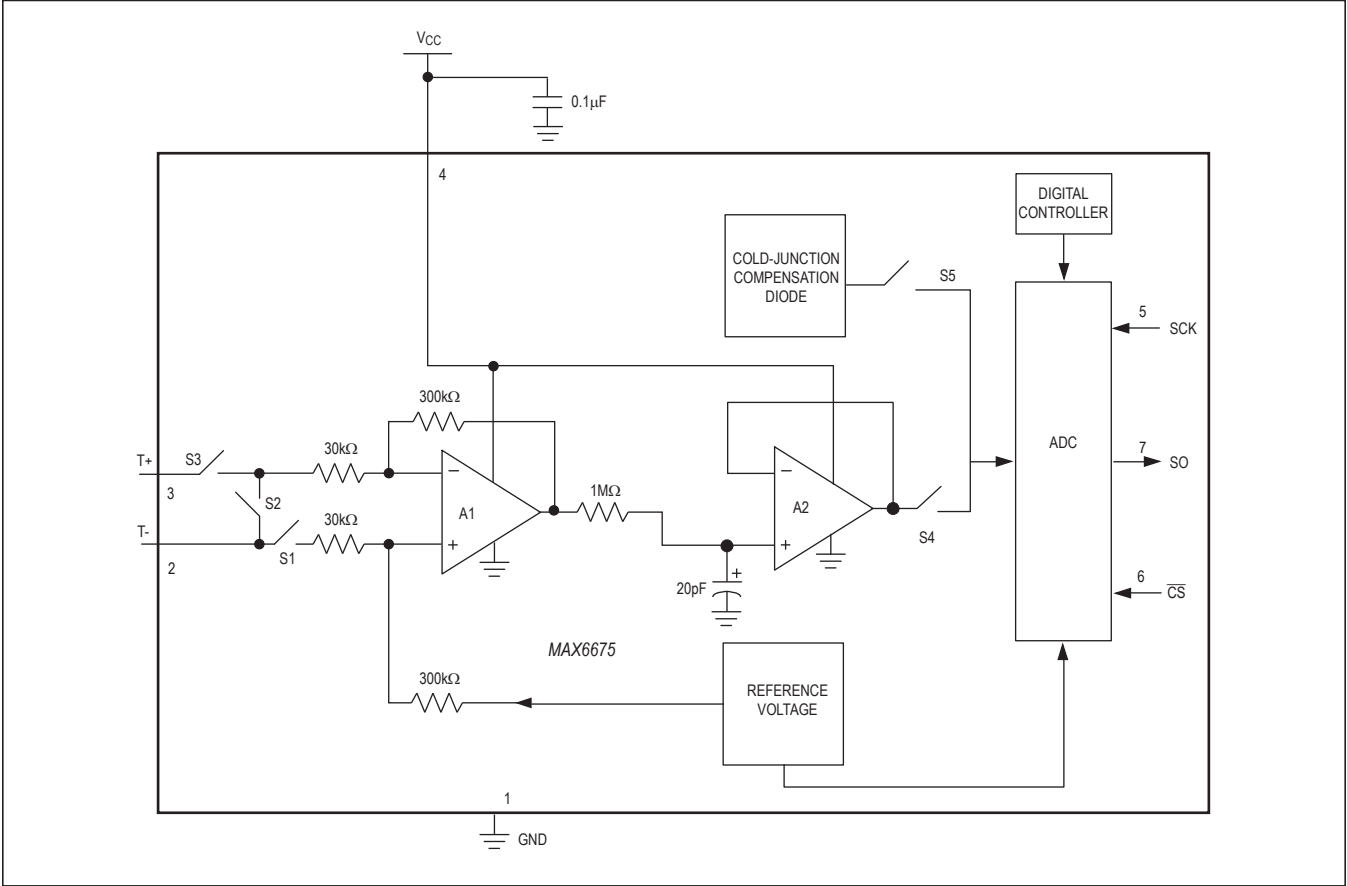 VCC
0.1µF
4
DIGITAL
CONTROLLER
COLD-JUNCTION
COMPENSATION
DIODE
S5
5
SCK
300kΩ
30kΩ
T+
S3
3
S2
A1
1MΩ
A2
ADC
7
SO
T-
2
S1
30kΩ
S4
20pF
6
CS
MAX6675
300kΩ
REFERENCE
VOLTAGE
1
GND
−
+
−
+
+